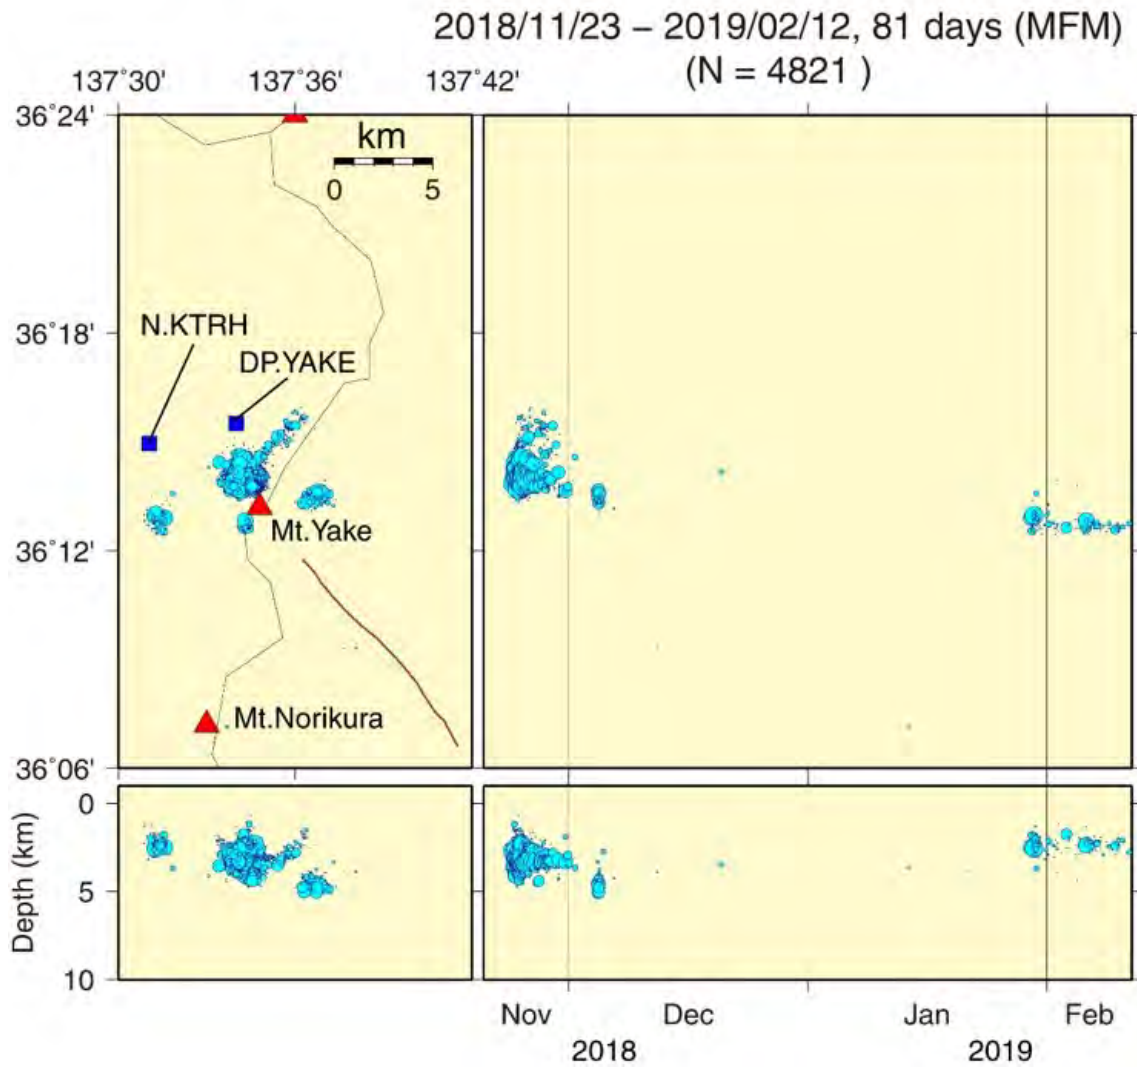 2018/11/23 – 2019/02/12, 81 days (MFM)
(N = 4821 )
137˚30' 137˚36' 137˚42'
36˚24'
km
0 5
36˚18'
N.KTRH
DP.YAKE
36˚12'
Mt.Yake
Mt.Norikura
36˚06'
0
5
10
Depth (km)
Nov Dec Jan Feb
2018 2019